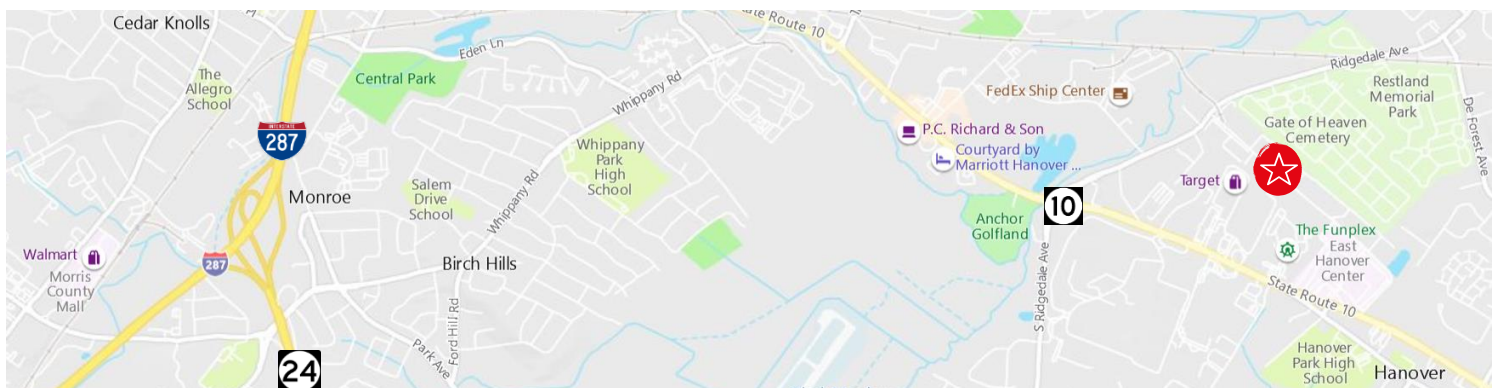 Cedar Knolls
The
Allegro
School
INTERSTATE
287
Monroe
287
Walmart
Morris
County
Mall
24
Central Park
Eden Ln
Whippany Rd
Whippany Rd
Salem
Drive
School
Birch Hills
Ford Hill Rd
Park Ave
Whippany
Park
High
School
State Route 10
P.C. Richard & Son
Courtyard by
Marriott Hanover ...
FedEx Ship Center
10
Anchor
Golfland
S Ridgedale Ave
Ridgedale Ave
Restland
Memorial
Park
De Forest Ave
Gate of Heaven
Cemetery
Target
The Funplex
East
Hanover
Center
State Route 10
Hanover
Park High
School
Hanover